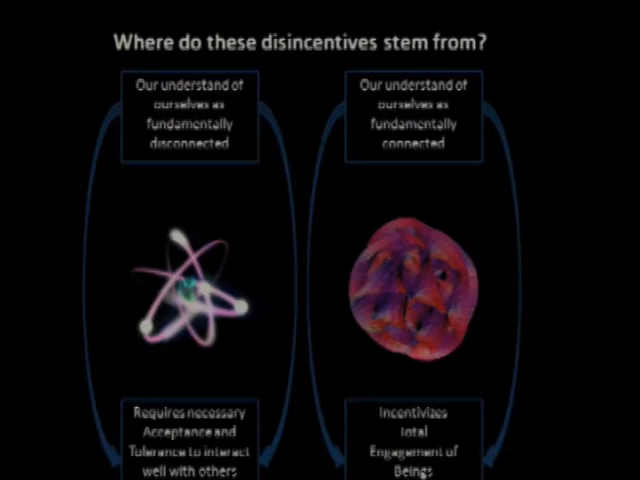 Where do these disincentives stem from?
Our understand of
ourselves as
fundamentally
disconnected
Our understand of
ourselves as
fundamentally
connected
Requires necessary
Acceptance and
Tolerance to interact
well with others
Incentivizes
Total
Engagement of
Beings